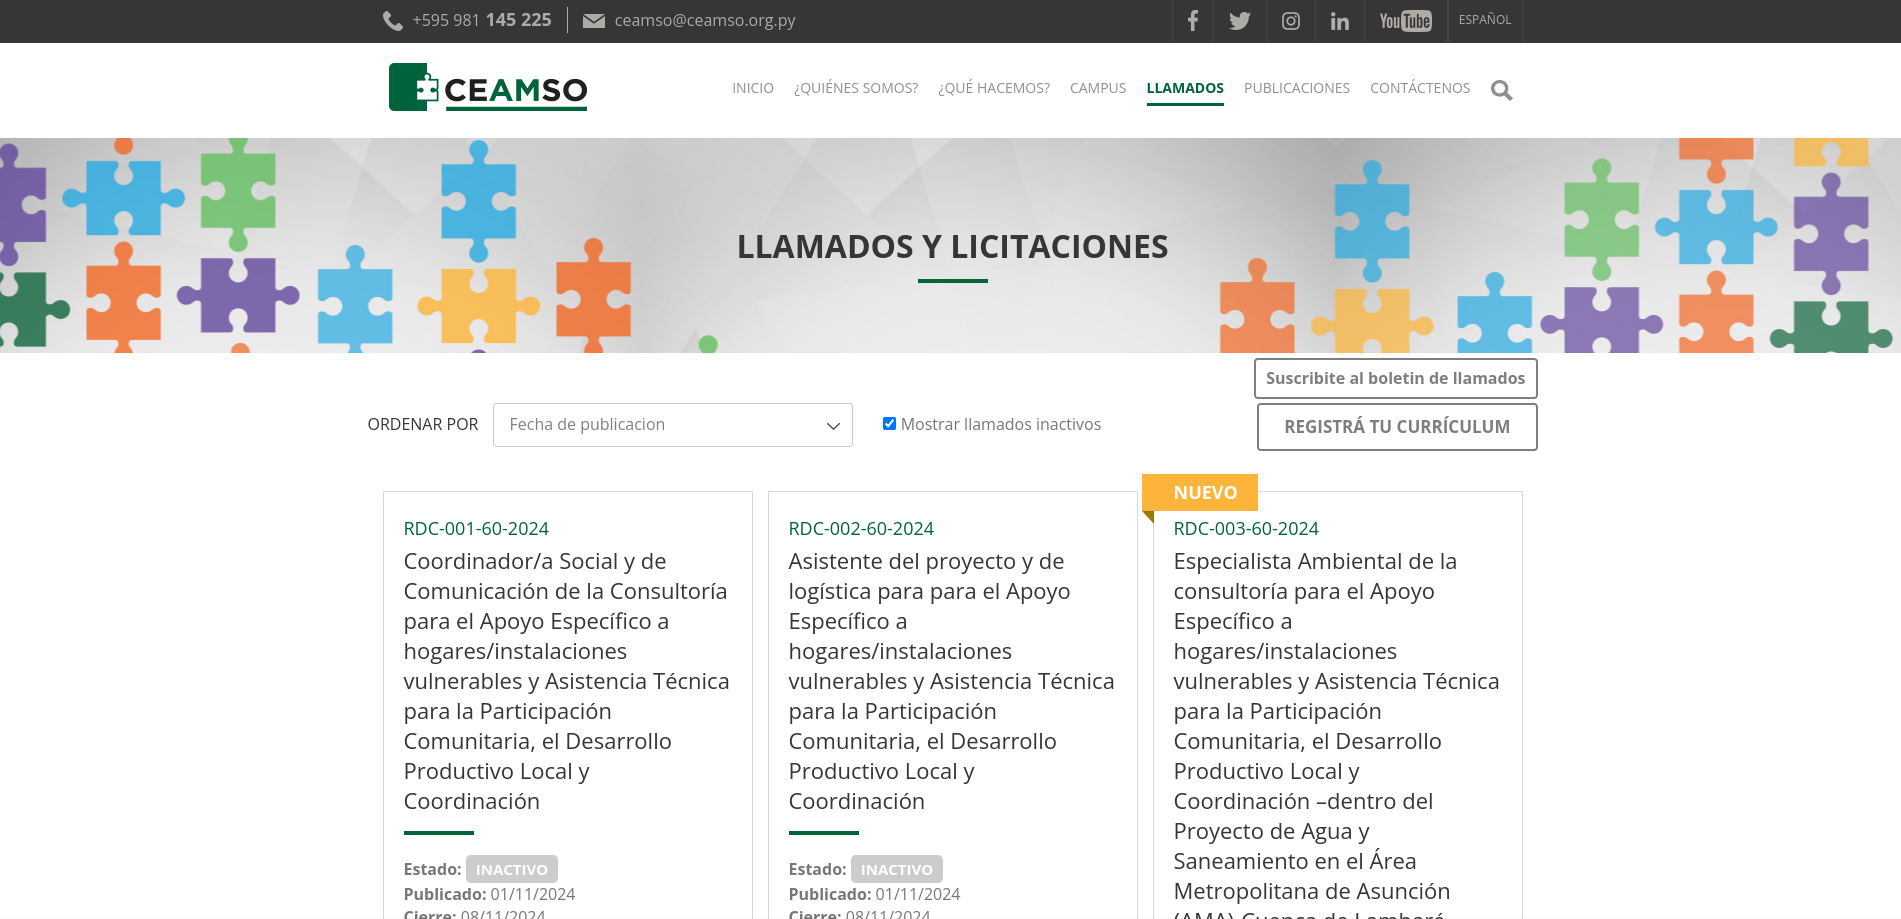 +595 981 145 225
ceamso@ceamso.org.py
You Tube
ESPAÑOL
CEAMSO
INICIO
¿QUIÉNES SOMOS?
¿QUÉ HACEMOS?
CAMPUS
LLAMADOS
PUBLICACIONES
CONTÁCTENOS
LLAMADOS Y LICITACIONES
Suscribite al boletin de llamados
ORDENAR POR
Fecha de publicacion
Mostrar llamados inactivos
REGISTRÁ TU CURRÍCULUM
RDC-001-60-2024
Coordinador/a Social y de
Comunicación de la Consultoría
para el Apoyo Específico a
hogares/instalaciones
vulnerables y Asistencia Técnica
para la Participación
Comunitaria, el Desarrollo
Productivo Local y
Coordinación
Estado: INACTIVO
Publicado: 01/11/2024
Cierre: 08/11/2024
RDC-002-60-2024
Asistente del proyecto y de
logística para para el Apoyo
Específico a
hogares/instalaciones
vulnerables y Asistencia Técnica
para la Participación
Comunitaria, el Desarrollo
Productivo Local y
Coordinación
Estado: INACTIVO
Publicado: 01/11/2024
Cierre: 08/11/2024
NUEVO
RDC-003-60-2024
Especialista Ambiental de la
consultoría para el Apoyo
Específico a
hogares/instalaciones
vulnerables y Asistencia Técnica
para la Participación
Comunitaria, el Desarrollo
Productivo Local y
Coordinación –dentro del
Proyecto de Agua y
Saneamiento en el Área
Metropolitana de Asunción
(AMA) Cuenca de Lambaré